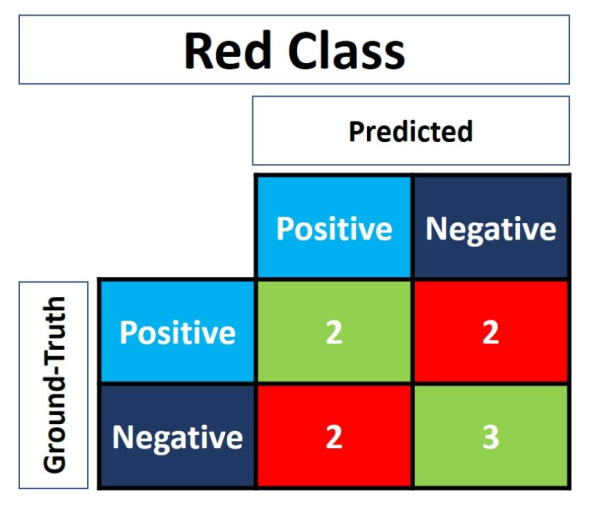 Red Class
Predicted
Positive Negative
Ground-Truth
Positive 2 2
Negative 2 3